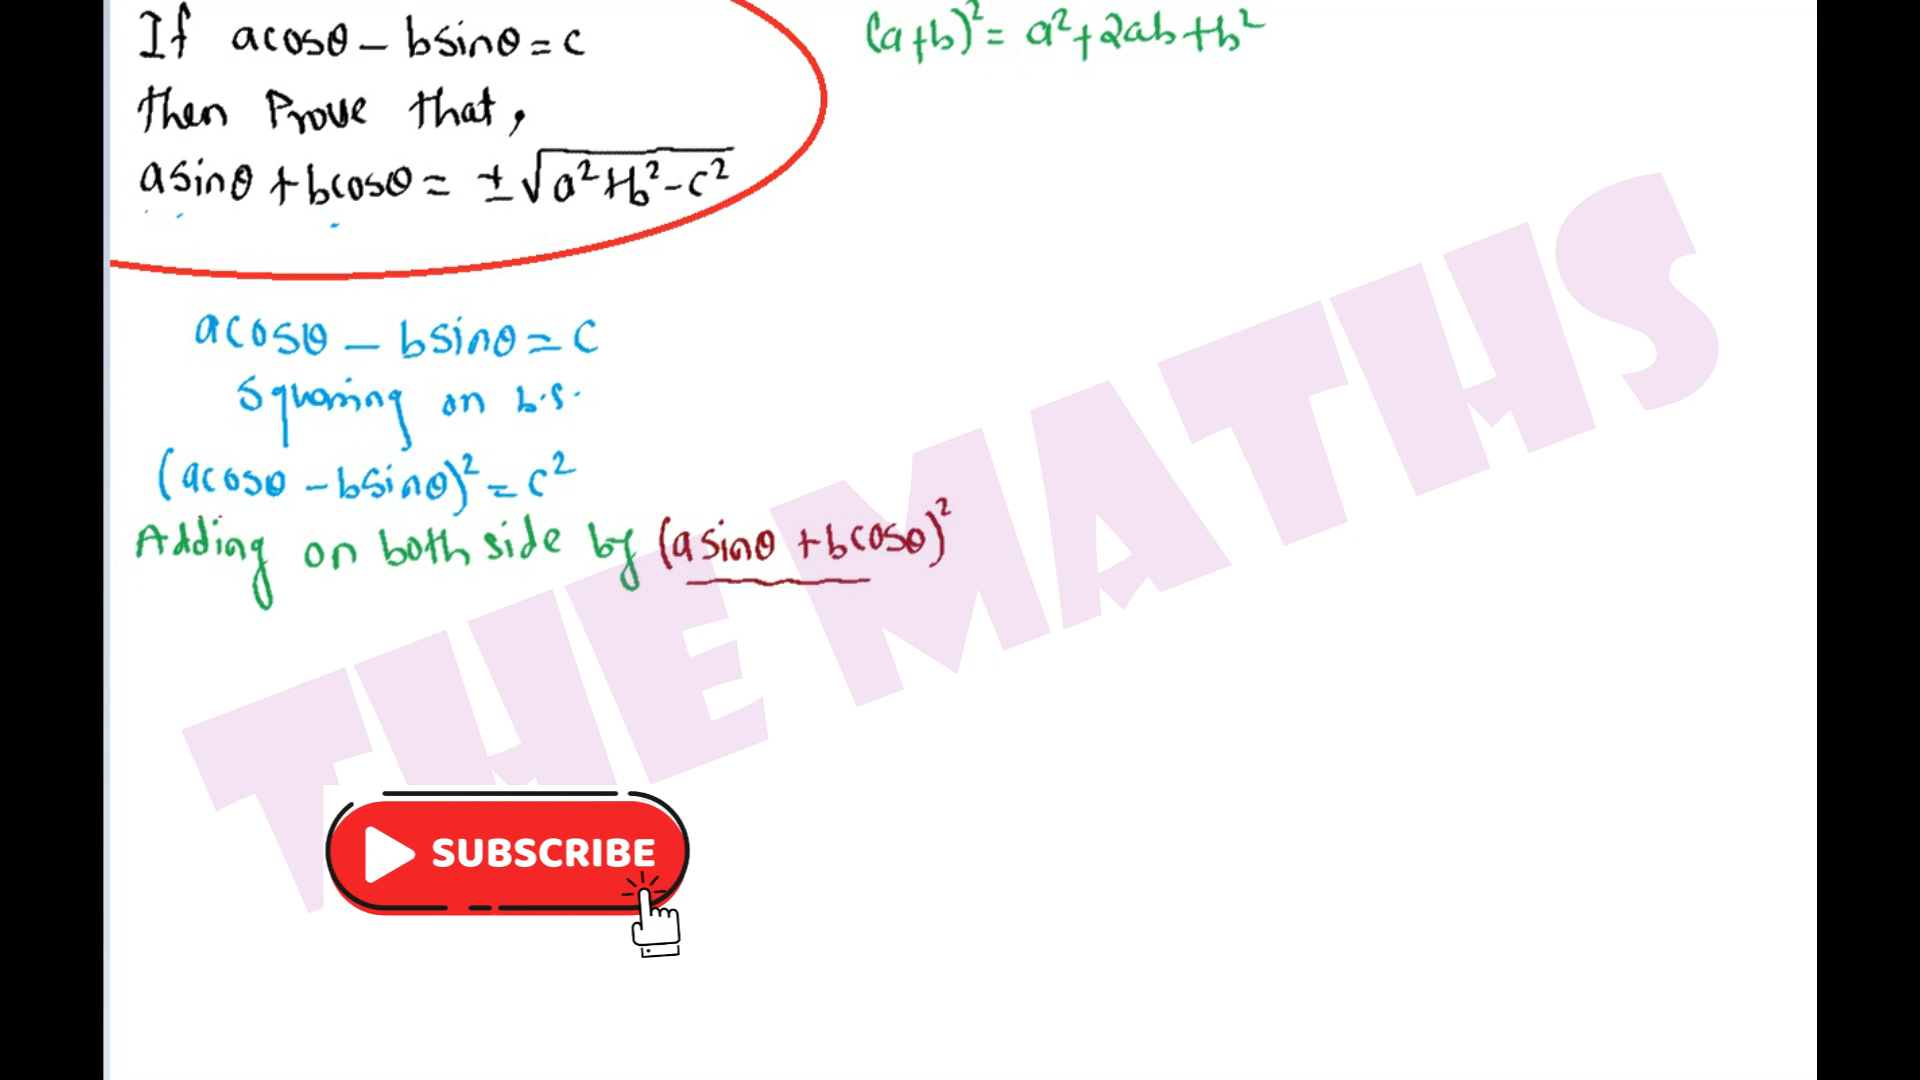 If acosθ - bsinθ = c
(a+b)² = a²+2ab+b²
then Prove that,
asinθ + bcosθ = ±√a²+b²-c²
acosθ - bsinθ = c
Squaring on b.s.
(acosθ - bsinθ)² = c²
Adding on both side by (asinθ + bcosθ)²
THE MATHS
SUBSCRIBE